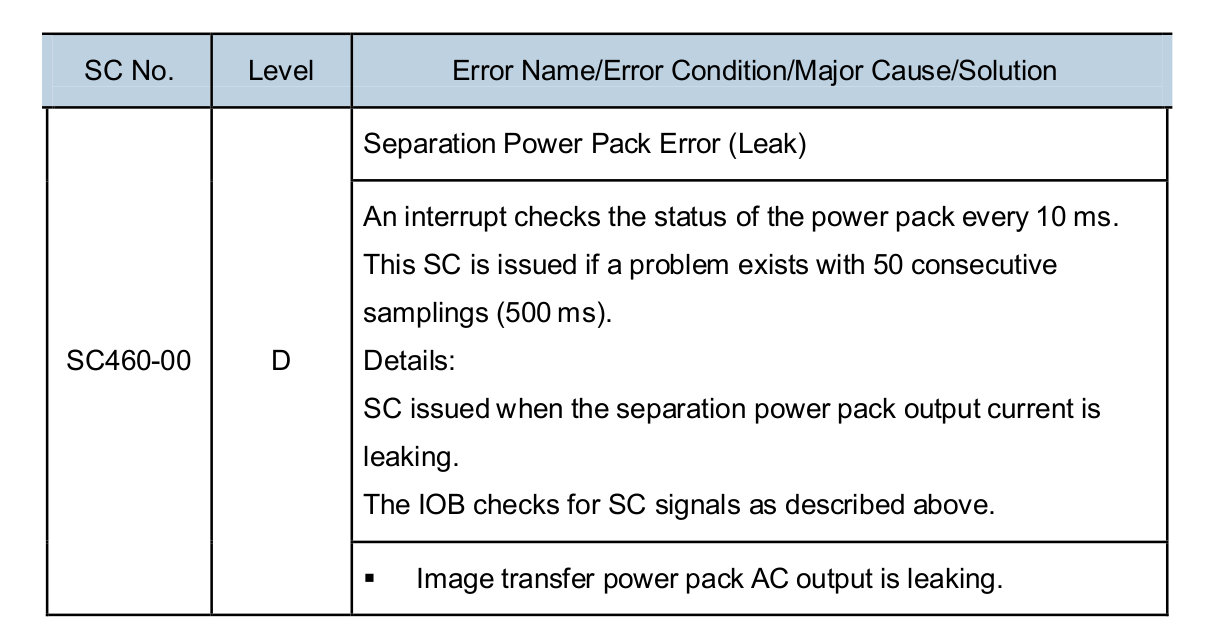 SC No. Level Error Name/Error Condition/Major Cause/Solution
Separation Power Pack Error (Leak)
An interrupt checks the status of the power pack every 10 ms.
This SC is issued if a problem exists with 50 consecutive
samplings (500 ms).
SC460-00 D Details:
SC issued when the separation power pack output current is
leaking.
The IOB checks for SC signals as described above.
▪ Image transfer power pack AC output is leaking.